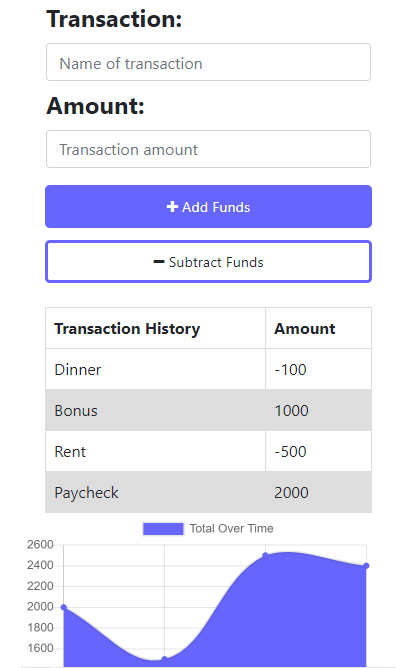 Transaction:
Name of transaction
Amount:
Transaction amount
+ Add Funds
− Subtract Funds
Transaction History Amount
Dinner -100
Bonus 1000
Rent -500
Paycheck 2000
Total Over Time
2600
2400
2200
2000
1800
1600